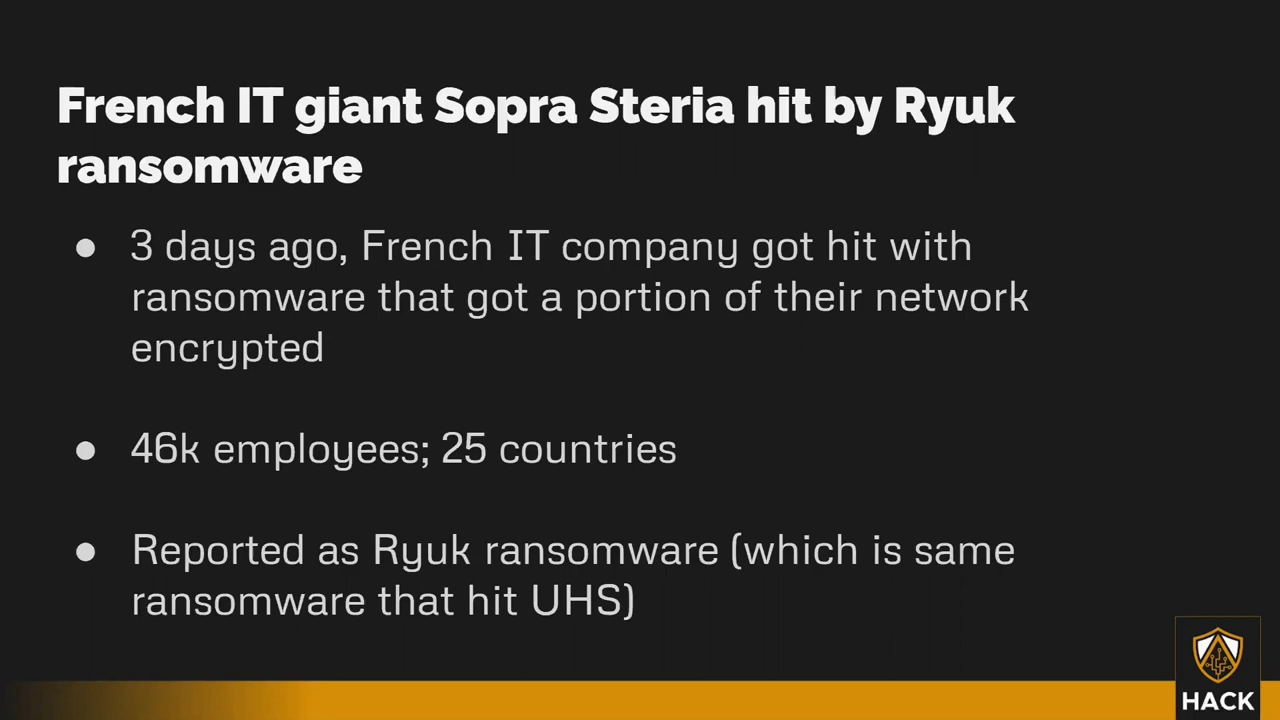 French IT giant Sopra Steria hit by Ryuk
ransomware
● 3 days ago, French IT company got hit with
ransomware that got a portion of their network
encrypted
● 46k employees; 25 countries
● Reported as Ryuk ransomware (which is same
ransomware that hit UHS)
HACK